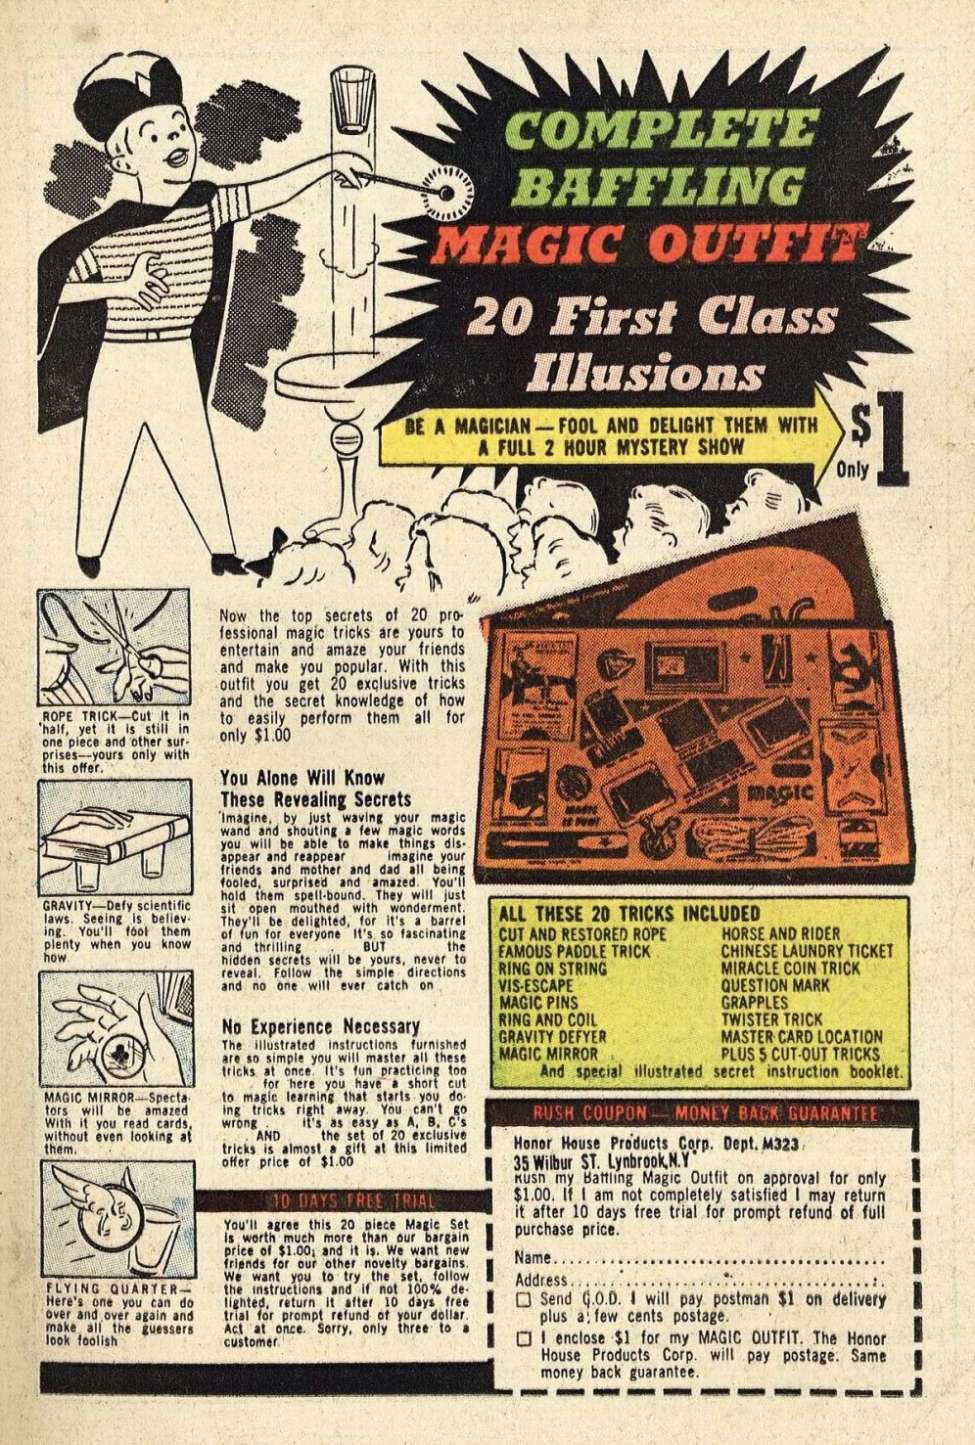 COMPLETE
BAFFLING
MAGIC OUTFIT
20 First Class
Illusions
BE A MAGICIAN — FOOL AND DELIGHT THEM WITH
A FULL 2 HOUR MYSTERY SHOW
$1
Only
ROPE TRICK—Cut it in
half, yet it is still in
one piece and other sur-
prises—yours only with
this offer.
GRAVITY—Defy scientific
laws. Seeing is believ-
ing. You'll fool them
plenty when you know
how
MAGIC MIRROR—Specta-
tors will be amazed
With it you read cards,
without even looking at
them.
FLYING QUARTER—
Here's one you can do
over and over again and
make all the guessers
look foolish
Now the top secrets of 20 pro-
fessional magic tricks are yours to
entertain and amaze your friends
and make you popular. With this
outfit you get 20 exclusive tricks
and the secret knowledge of how
to easily perform them all for
only $1.00
You Alone Will Know
These Revealing Secrets
Imagine, by just waving your magic
wand and shouting a few magic words
you will be able to make things dis-
appear and reappear imagine your
friends and mother and dad all being
fooled, surprised and amazed. You'll
hold them spell-bound. They will just
sit open mouthed with wonderment.
They'll be delighted, for it's a barrel
of fun for everyone It's so fascinating
and thrilling . . BUT the
hidden secrets will be yours, never to
reveal. Follow the simple directions
and no one will ever catch on
No Experience Necessary
The illustrated instructions furnished
are so simple you will master all these
tricks at once. It's fun practicing too
. for here you have a short cut
to magic learning that starts you do-
ing tricks right away. You can't go
wrong . it's as easy as A, B, C's
. AND the set of 20 exclusive
tricks is almost a gift at this limited
offer price of $1.00
10 DAYS FREE TRIAL
You'll agree this 20 piece Magic Set
is worth much more than our bargain
price of $1.00; and it is. We want new
friends for our other novelty bargains.
We want you to try the set, follow
the instructions and if not 100% de-
lighted, return it after 10 days free
trial for prompt refund of your dollar.
Act at once. Sorry, only three to a
customer
MAGIC
MAGIC
IS FUN!
ALL THESE 20 TRICKS INCLUDED
CUT AND RESTORED ROPE
FAMOUS PADDLE TRICK
RING ON STRING
VIS-ESCAPE
MAGIC PINS
RING AND COIL
GRAVITY DEFYER
MAGIC MIRROR
HORSE AND RIDER
CHINESE LAUNDRY TICKET
MIRACLE COIN TRICK
QUESTION MARK
GRAPPLES
TWISTER TRICK
MASTER CARD LOCATION
PLUS 5 CUT-OUT TRICKS
And special illustrated secret instruction booklet.
RUSH COUPON — MONEY BACK GUARANTEE
Honor House Products Corp. Dept. M323
35 Wilbur ST. Lynbrook, N.Y
Rush my Baffling Magic Outfit on approval for only
$1.00. If I am not completely satisfied I may return
it after 10 days free trial for prompt refund of full
purchase price.
Name
Address
☐ Send C.O.D. I will pay postman $1 on delivery
plus a few cents postage.
☐ I enclose $1 for my MAGIC OUTFIT. The Honor
House Products Corp. will pay postage. Same
money back guarantee.